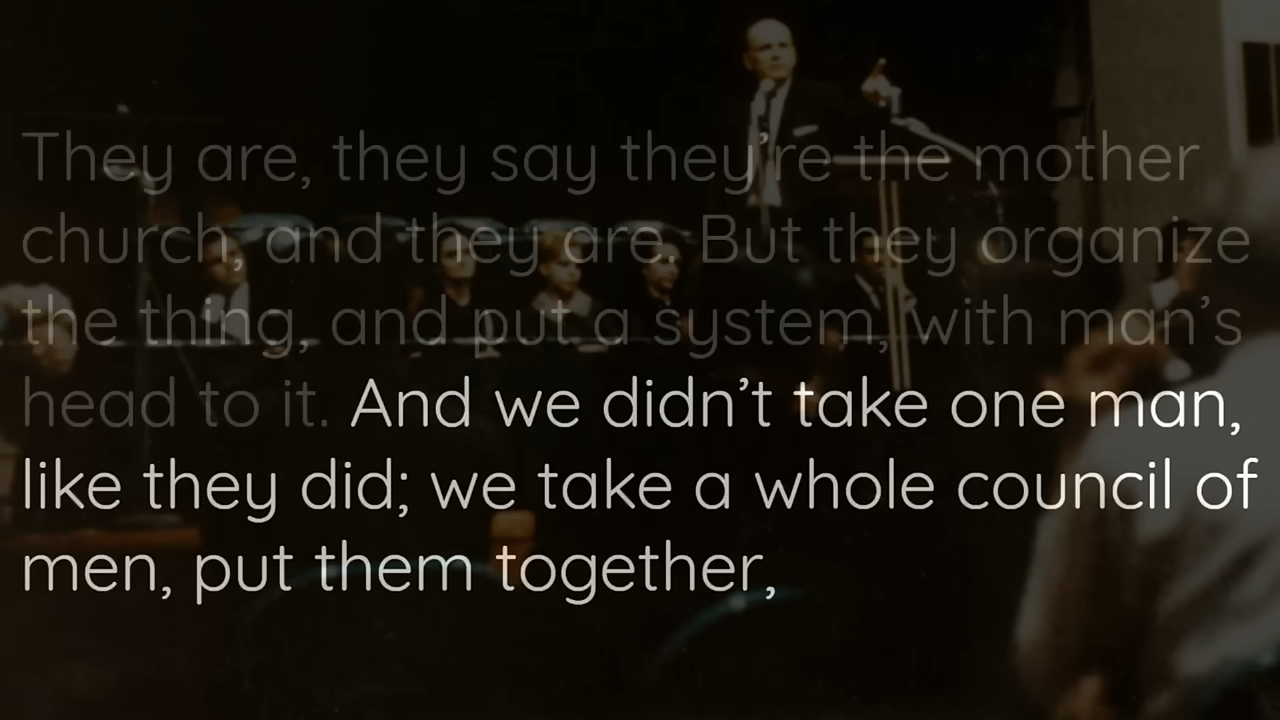 They are, they say they’re the mother
church, and they are. But they organize
the thing, and put a system, with man’s
head to it. And we didn’t take one man,
like they did; we take a whole council of
men, put them together,